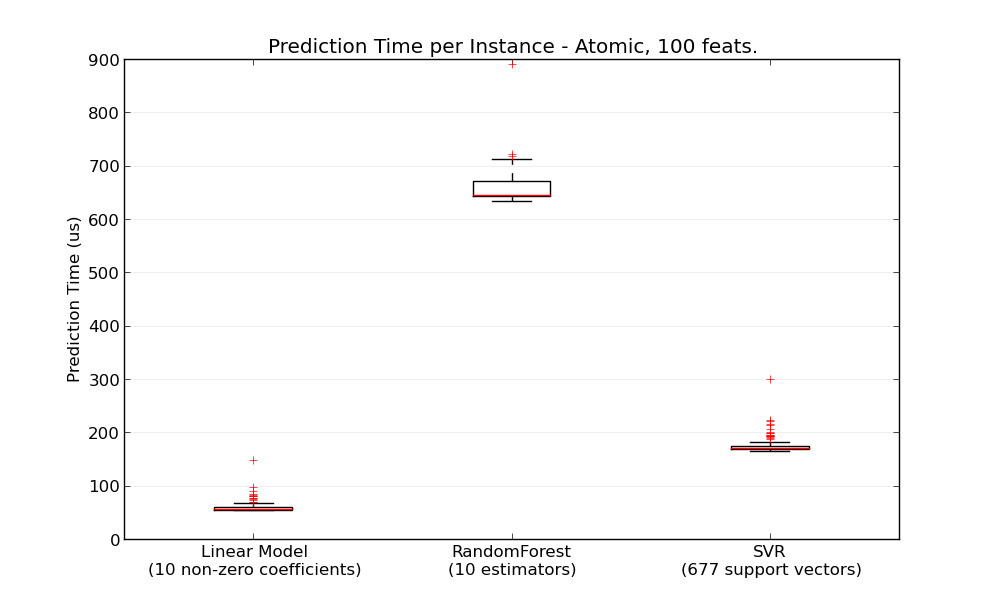 Prediction Time per Instance - Atomic, 100 feats.
900
800
700
600
500
400
300
200
100
0
Prediction Time (us)
Linear Model
(10 non-zero coefficients)
RandomForest
(10 estimators)
SVR
(677 support vectors)